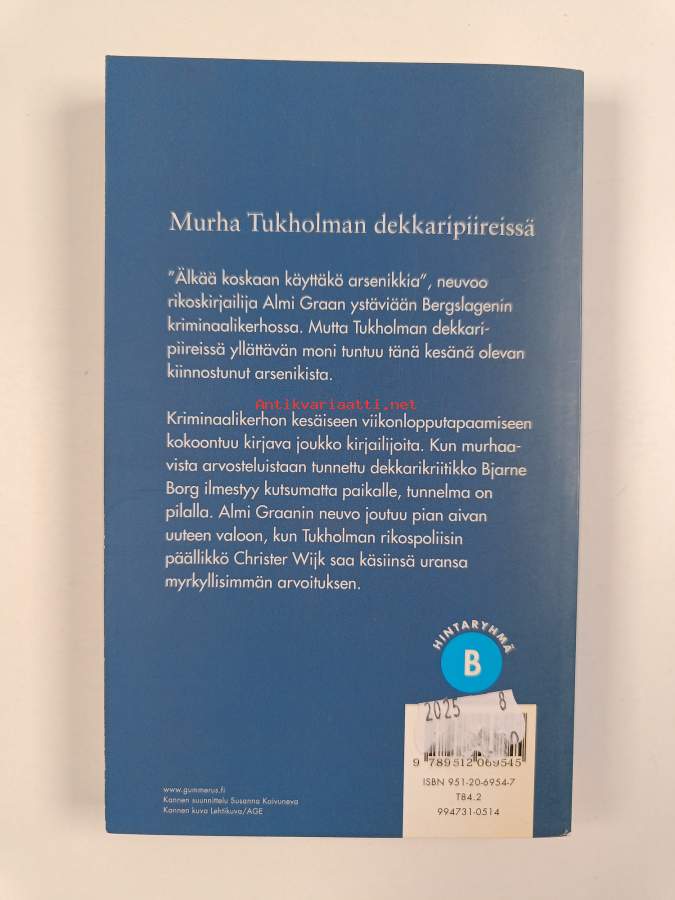 Murha Tukholman dekkaripiireissä
"Älkää koskaan käyttäkö arsenikkia", neuvoo
rikoskirjailija Almi Graan ystäviään Bergslagenin
kriminaalikerhossa. Mutta Tukholman dekkari-
piireissä yllättävän moni tuntuu tänä kesänä olevan
kiinnostunut arsenikista.
Antikvariaatti.net
Kriminaalikerhon kesäiseen viikonlopputapaamiseen
kokoontuu kirjava joukko kirjailijoita. Kun murhaa-
vista arvosteluistaan tunnettu dekkarikriitikko Bjarne
Borg ilmestyy kutsumatta paikalle, tunnelma on
pilalla. Almi Graanin neuvo joutuu pian aivan
uuteen valoon, kun Tukholman rikospoliisin
päällikkö Christer Wijk saa käsiinsä uransa
myrkyllisimmän arvoituksen.
HINTARYHMÄ
B
2025 8
9 789512 069545
ISBN 951-20-6954-7
T84.2
994731-0514
www.gummerus.fi
Kannen suunnittelu Susanna Koivuneva
Kannen kuva Lehtikuva/AGE